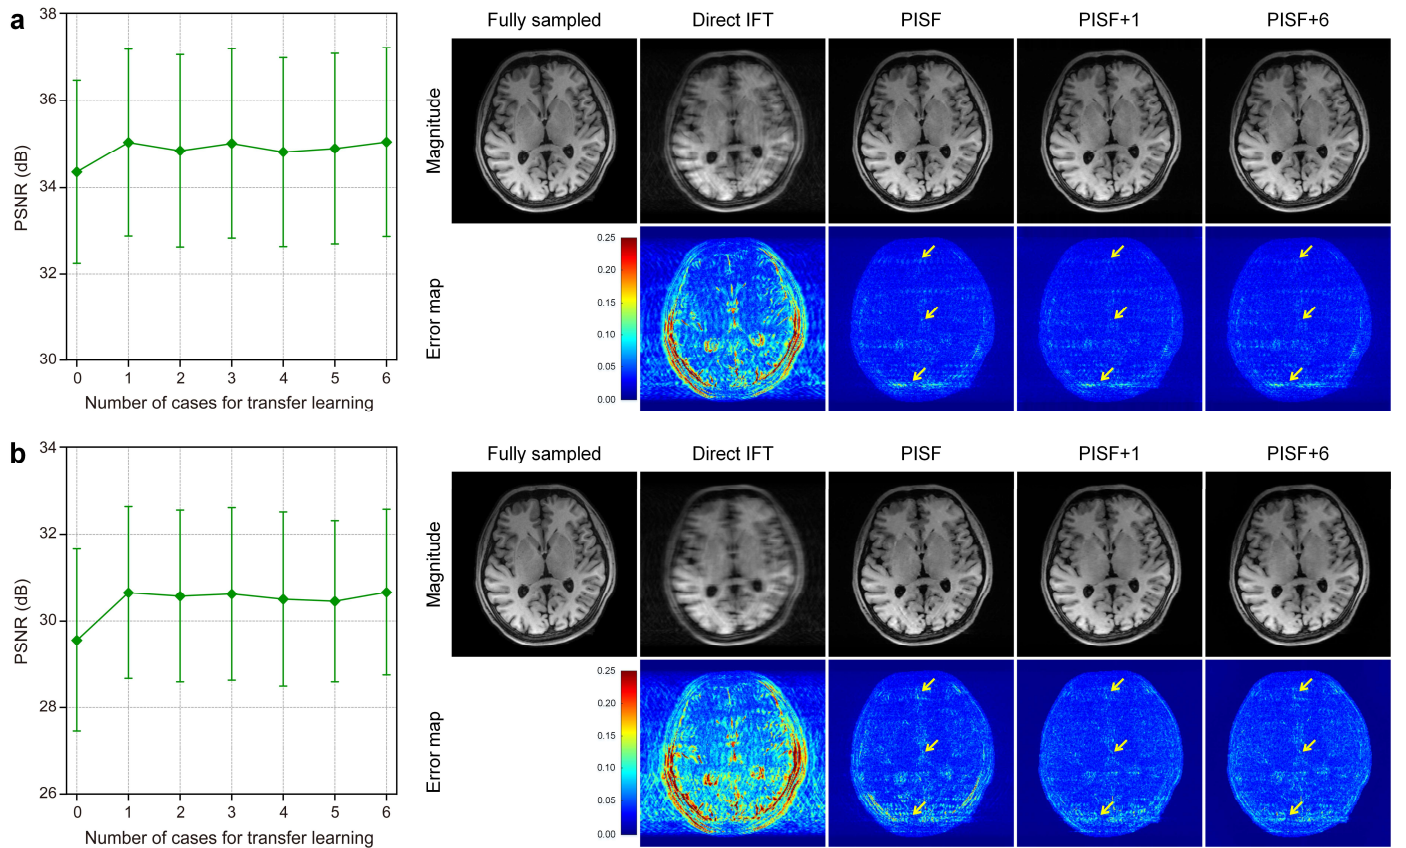 a
38
36
34
32
30
PSNR (dB)
0 1 2 3 4 5 6
Number of cases for transfer learning
Fully sampled Direct IFT PISF PISF+1 PISF+6
Magnitude
Error map
0.25
0.20
0.15
0.10
0.05
0.00
b
34
32
30
28
26
PSNR (dB)
0 1 2 3 4 5 6
Number of cases for transfer learning
Fully sampled Direct IFT PISF PISF+1 PISF+6
Magnitude
Error map
0.25
0.20
0.15
0.10
0.05
0.00